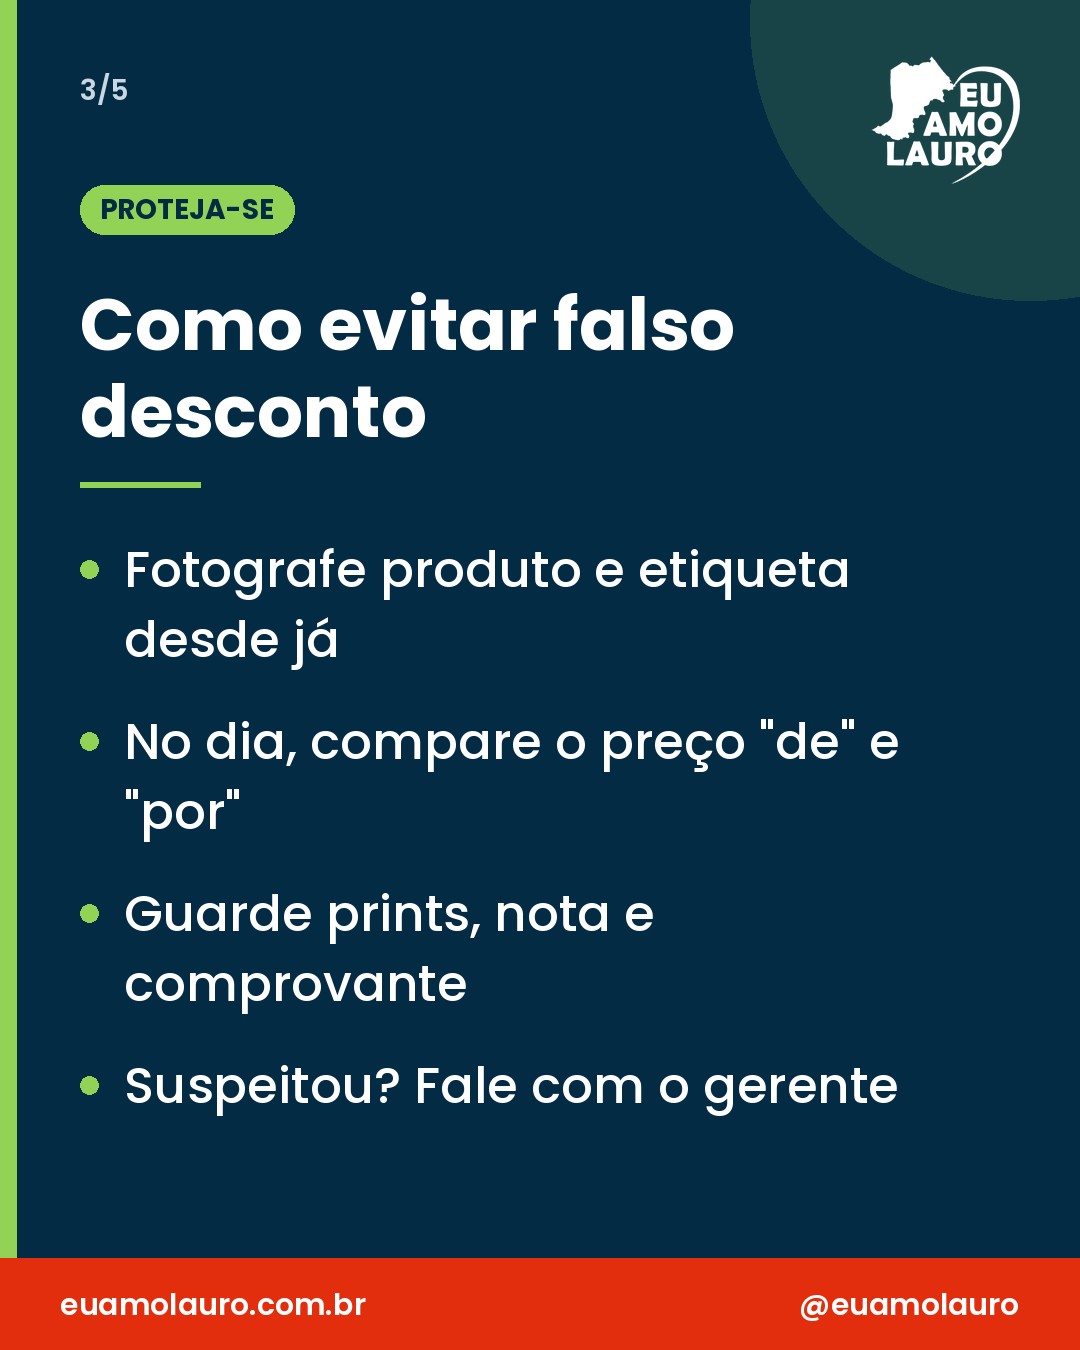 3/5
EU
AMO
LAURO
PROTEJA-SE
Como evitar falso
desconto
Fotografe produto e etiqueta
desde já
No dia, compare o preço "de" e
"por"
Guarde prints, nota e
comprovante
Suspeitou? Fale com o gerente
euamolauro.com.br
@euamolauro